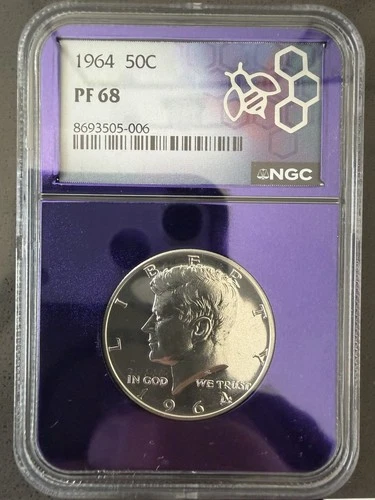 1964 50C
PF 68
8693505-006
NGC
LIBERTY
IN GOD WE TRUST
1964